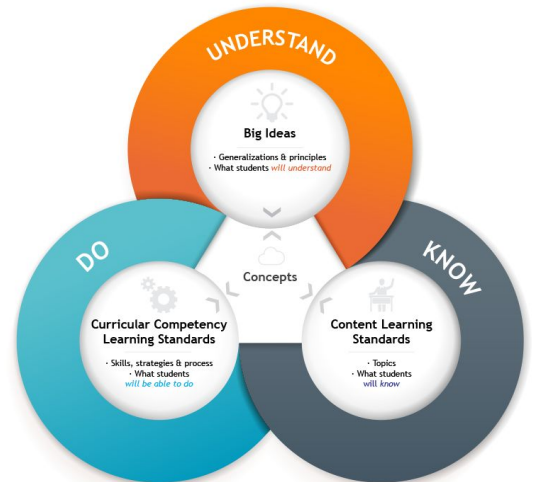 UNDERSTAND
Big Ideas
· Generalizations & principles
· What students will understand
DO
KNOW
Concepts
Curricular Competency
Learning Standards
· Skills, strategies & process
· What students
will be able to do
Content Learning
Standards
· Topics
· What students
will know